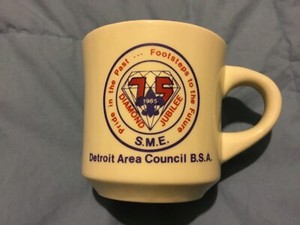 Pride in the Past ... Footsteps to the Future
75
1985
DIAMOND JUBILEE
S.M.E.
Detroit Area Council B.S.A.